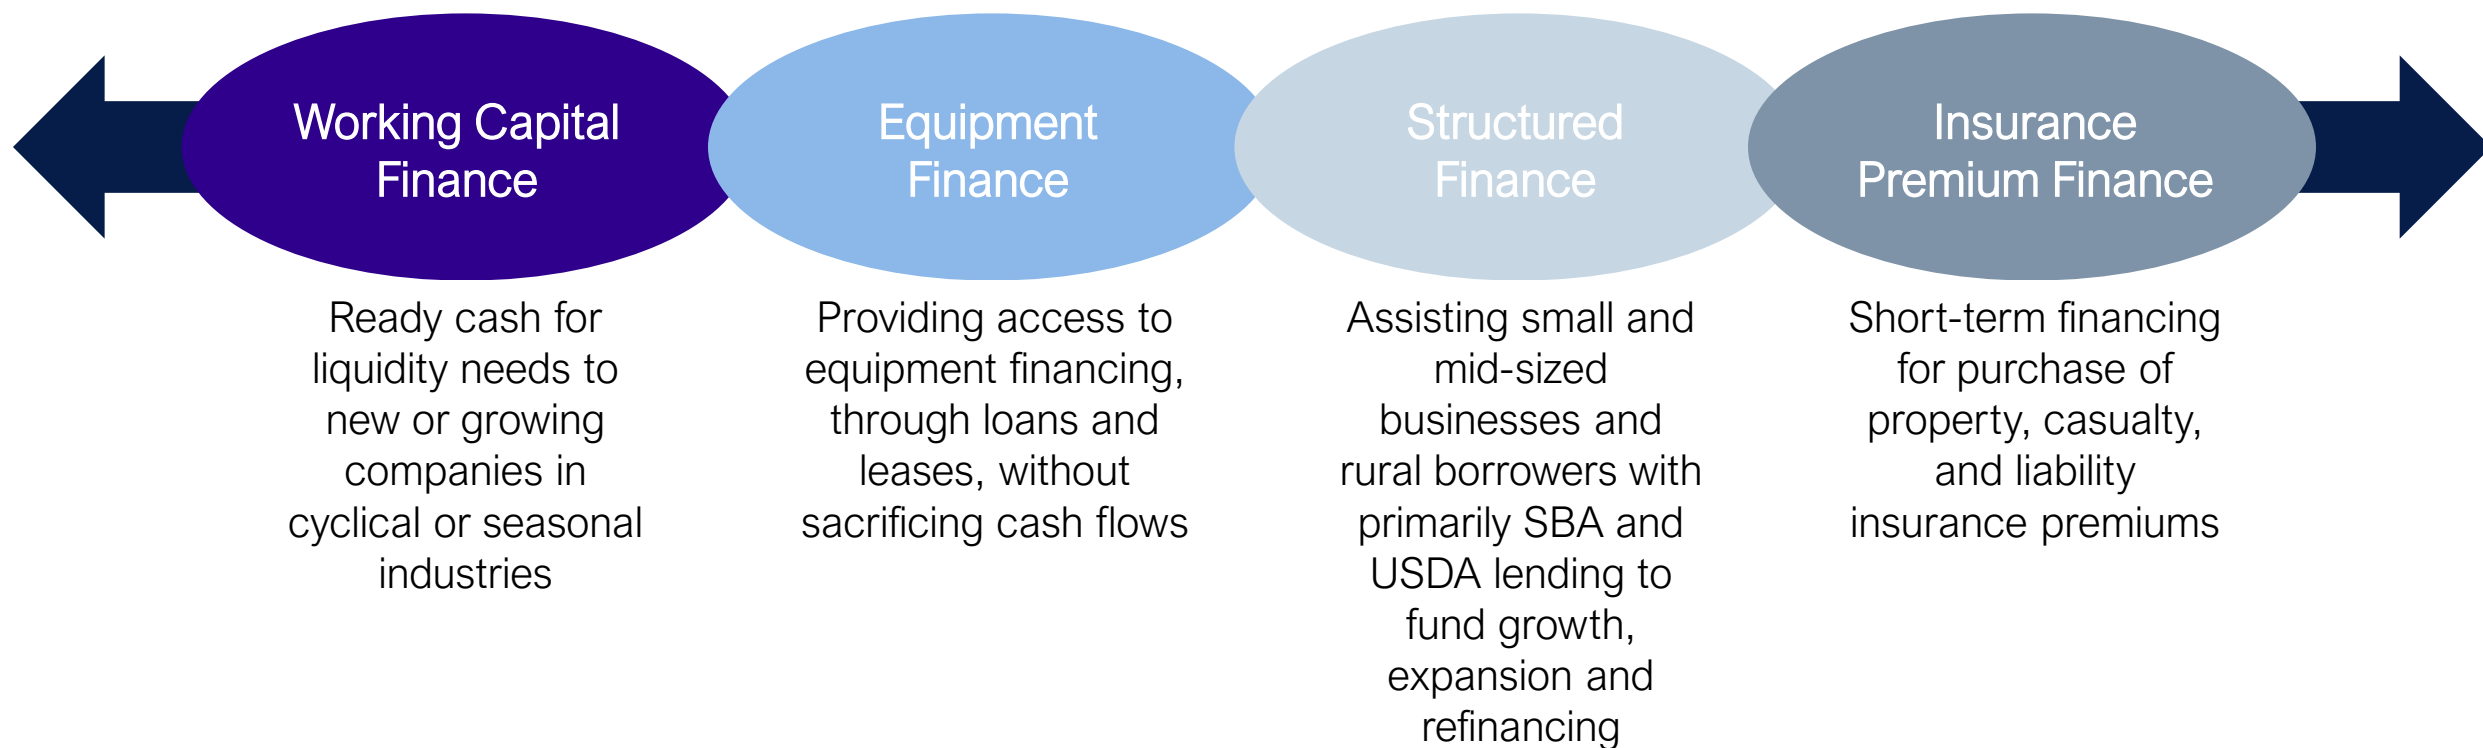 Working Capital
Finance
Ready cash for
liquidity needs to
new or growing
companies in
cyclical or seasonal
industries
Equipment
Finance
Providing access to
equipment financing,
through loans and
leases, without
sacrificing cash flows
Structured
Finance
Assisting small and
mid-sized
businesses and
rural borrowers with
primarily SBA and
USDA lending to
fund growth,
expansion and
refinancing
Insurance
Premium Finance
Short-term financing
for purchase of
property, casualty,
and liability
insurance premiums